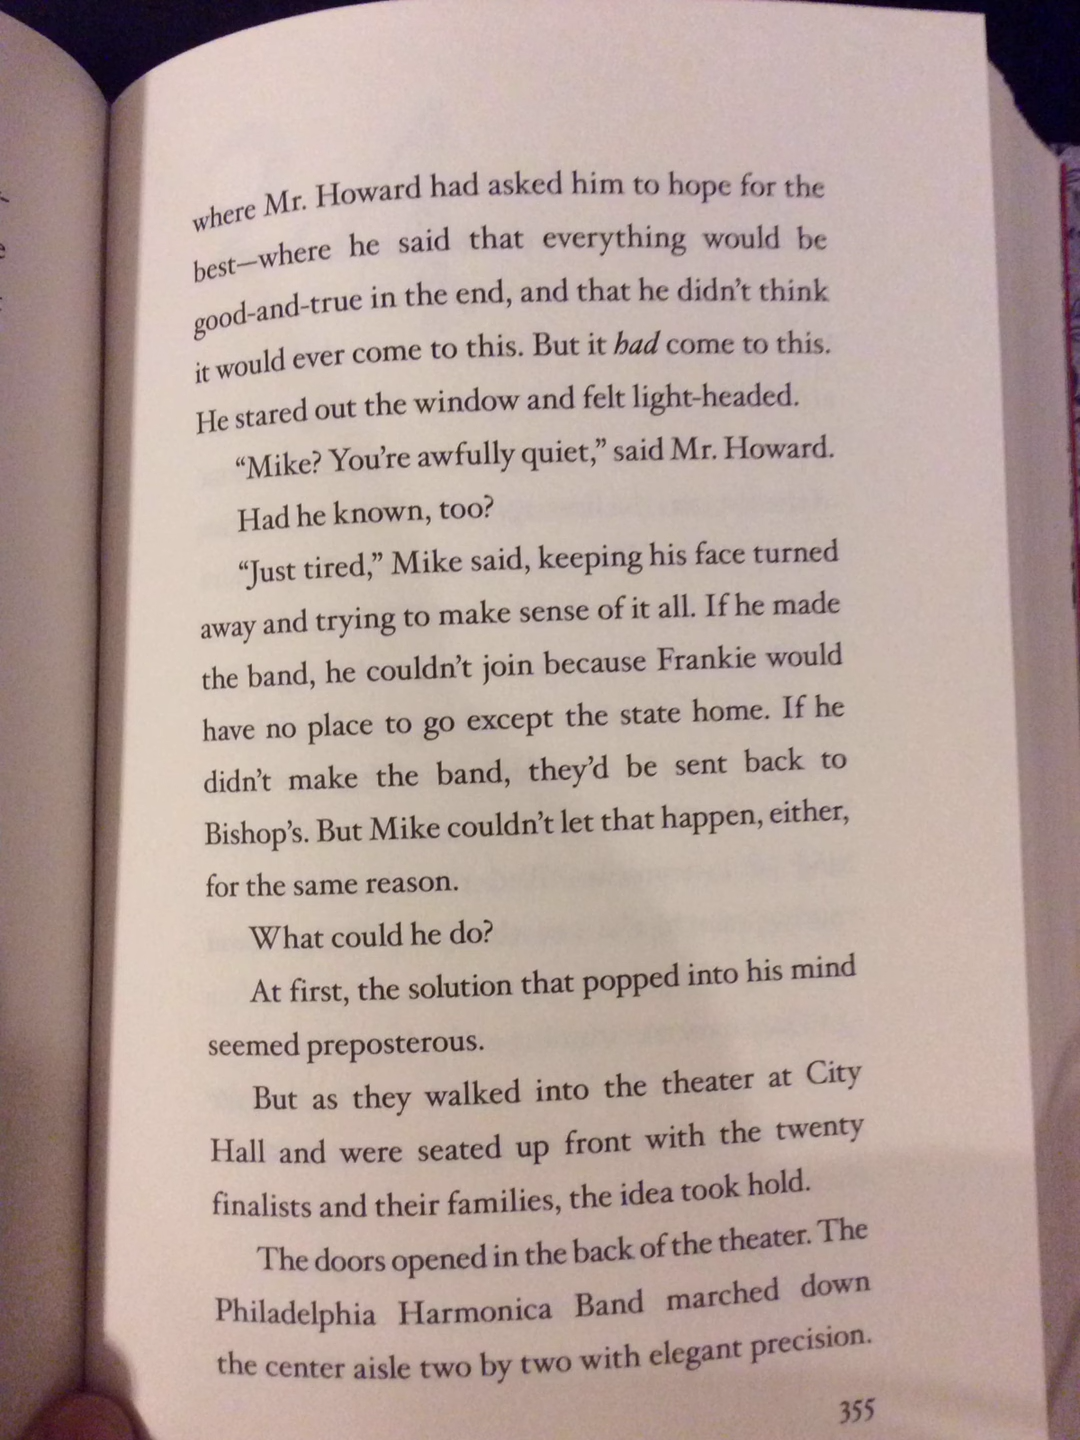 where Mr. Howard had asked him to hope for the
best—where he said that everything would be
good-and-true in the end, and that he didn't think
it would ever come to this. But it had come to this.
He stared out the window and felt light-headed.
"Mike? You're awfully quiet," said Mr. Howard.
Had he known, too?
"Just tired," Mike said, keeping his face turned
away and trying to make sense of it all. If he made
the band, he couldn't join because Frankie would
have no place to go except the state home. If he
didn't make the band, they'd be sent back to
Bishop's. But Mike couldn't let that happen, either,
for the same reason.
What could he do?
At first, the solution that popped into his mind
seemed preposterous.
But as they walked into the theater at City
Hall and were seated up front with the twenty
finalists and their families, the idea took hold.
The doors opened in the back of the theater. The
Philadelphia Harmonica Band marched down
the center aisle two by two with elegant precision.
355